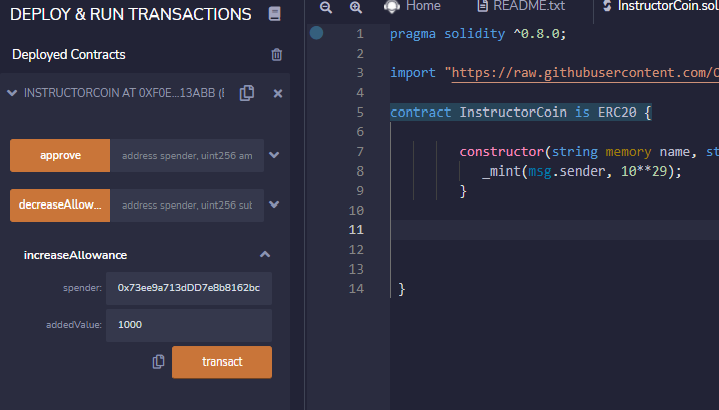 DEPLOY & RUN TRANSACTIONS
Deployed Contracts
INSTRUCTORCOIN AT 0XF0E...13ABB (
approve
address spender, uint256 am
decreaseAllow...
address spender, uint256 sul
increaseAllowance
spender:
0x73ee9a713dDD7e8b8162bc
addedValue:
1000
transact
Home
README.txt
InstructorCoin.sol
1 pragma solidity ^0.8.0;
2
3 import "https://raw.githubusercontent.com/O
4
5 contract InstructorCoin is ERC20 {
6
7 constructor(string memory name, st
8 _mint(msg.sender, 10**29);
9 }
10
11
12
13
14 }